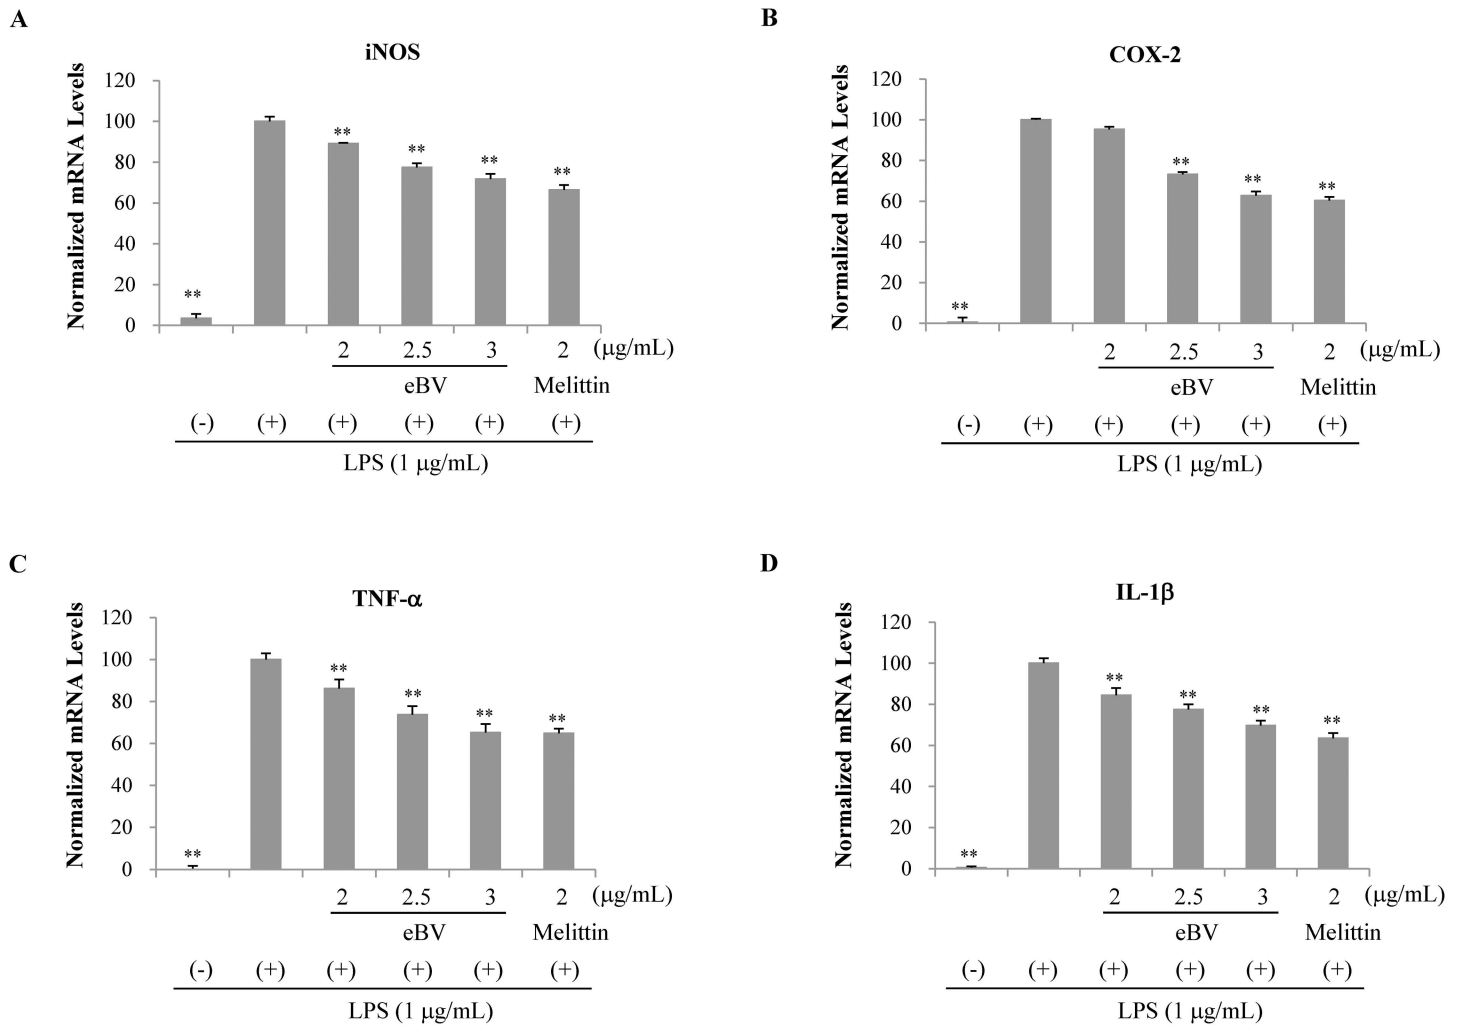 A
iNOS
Normalized mRNA Levels
120
100
80
60
40
20
0
**
**
**
**
**
2 2.5 3 2 (μg/mL)
eBV Melittin
(-) (+) (+) (+) (+) (+)
LPS (1 μg/mL)
B
COX-2
Normalized mRNA Levels
120
100
80
60
40
20
0
**
**
**
**
2 2.5 3 2 (μg/mL)
eBV Melittin
(-) (+) (+) (+) (+) (+)
LPS (1 μg/mL)
C
TNF-α
Normalized mRNA Levels
120
100
80
60
40
20
0
**
**
**
**
**
2 2.5 3 2 (μg/mL)
eBV Melittin
(-) (+) (+) (+) (+) (+)
LPS (1 μg/mL)
D
IL-1β
Normalized mRNA Levels
120
100
80
60
40
20
0
**
**
**
**
**
2 2.5 3 2 (μg/mL)
eBV Melittin
(-) (+) (+) (+) (+) (+)
LPS (1 μg/mL)